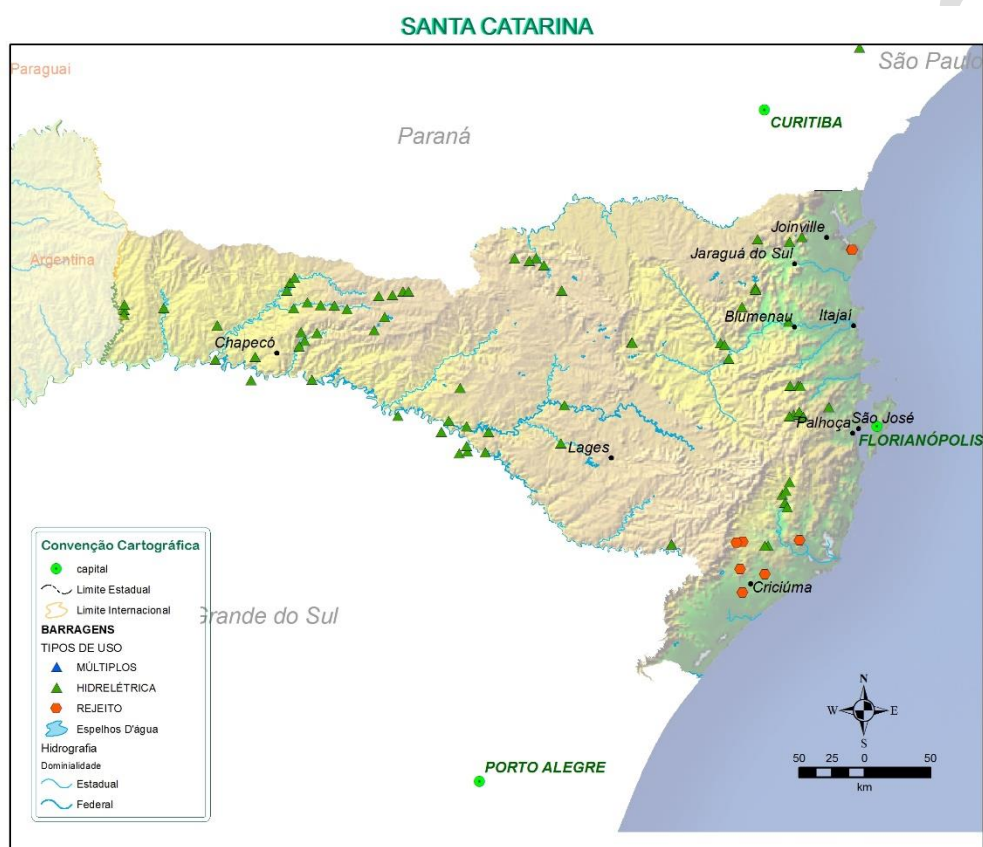 SANTA CATARINA
Paraguai
São Paulo
CURITIBA
Paraná
Joinville
Jaraguá do Sul
Argentina
Blumenau
Itajaí
Chapecó
São José
Palhoça
FLORIANÓPOLIS
Lages
Criciúma
Grande do Sul
PORTO ALEGRE
Convenção Cartográfica
capital
Limite Estadual
Limite Internacional
BARRAGENS
TIPOS DE USO
MÚLTIPLOS
HIDRELÉTRICA
REJEITO
Espelhos D'água
Hidrografia
Dominialidade
Estadual
Federal
N
W E
S
50 25 0 50
km